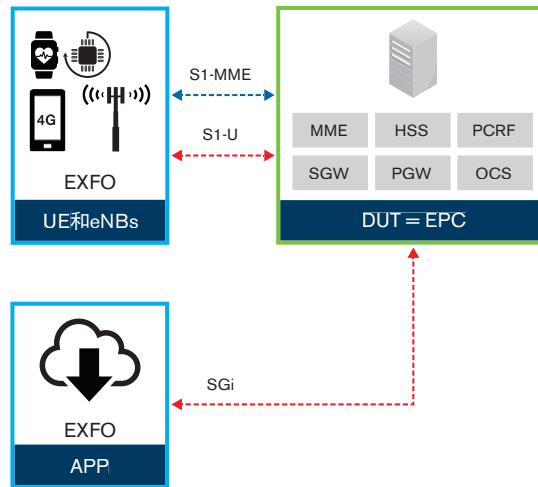 4G
EXFO
UE和eNBs
S1-MME
S1-U
MME
HSS
PCRF
SGW
PGW
OCS
DUT＝EPC
SGi
EXFO
APP